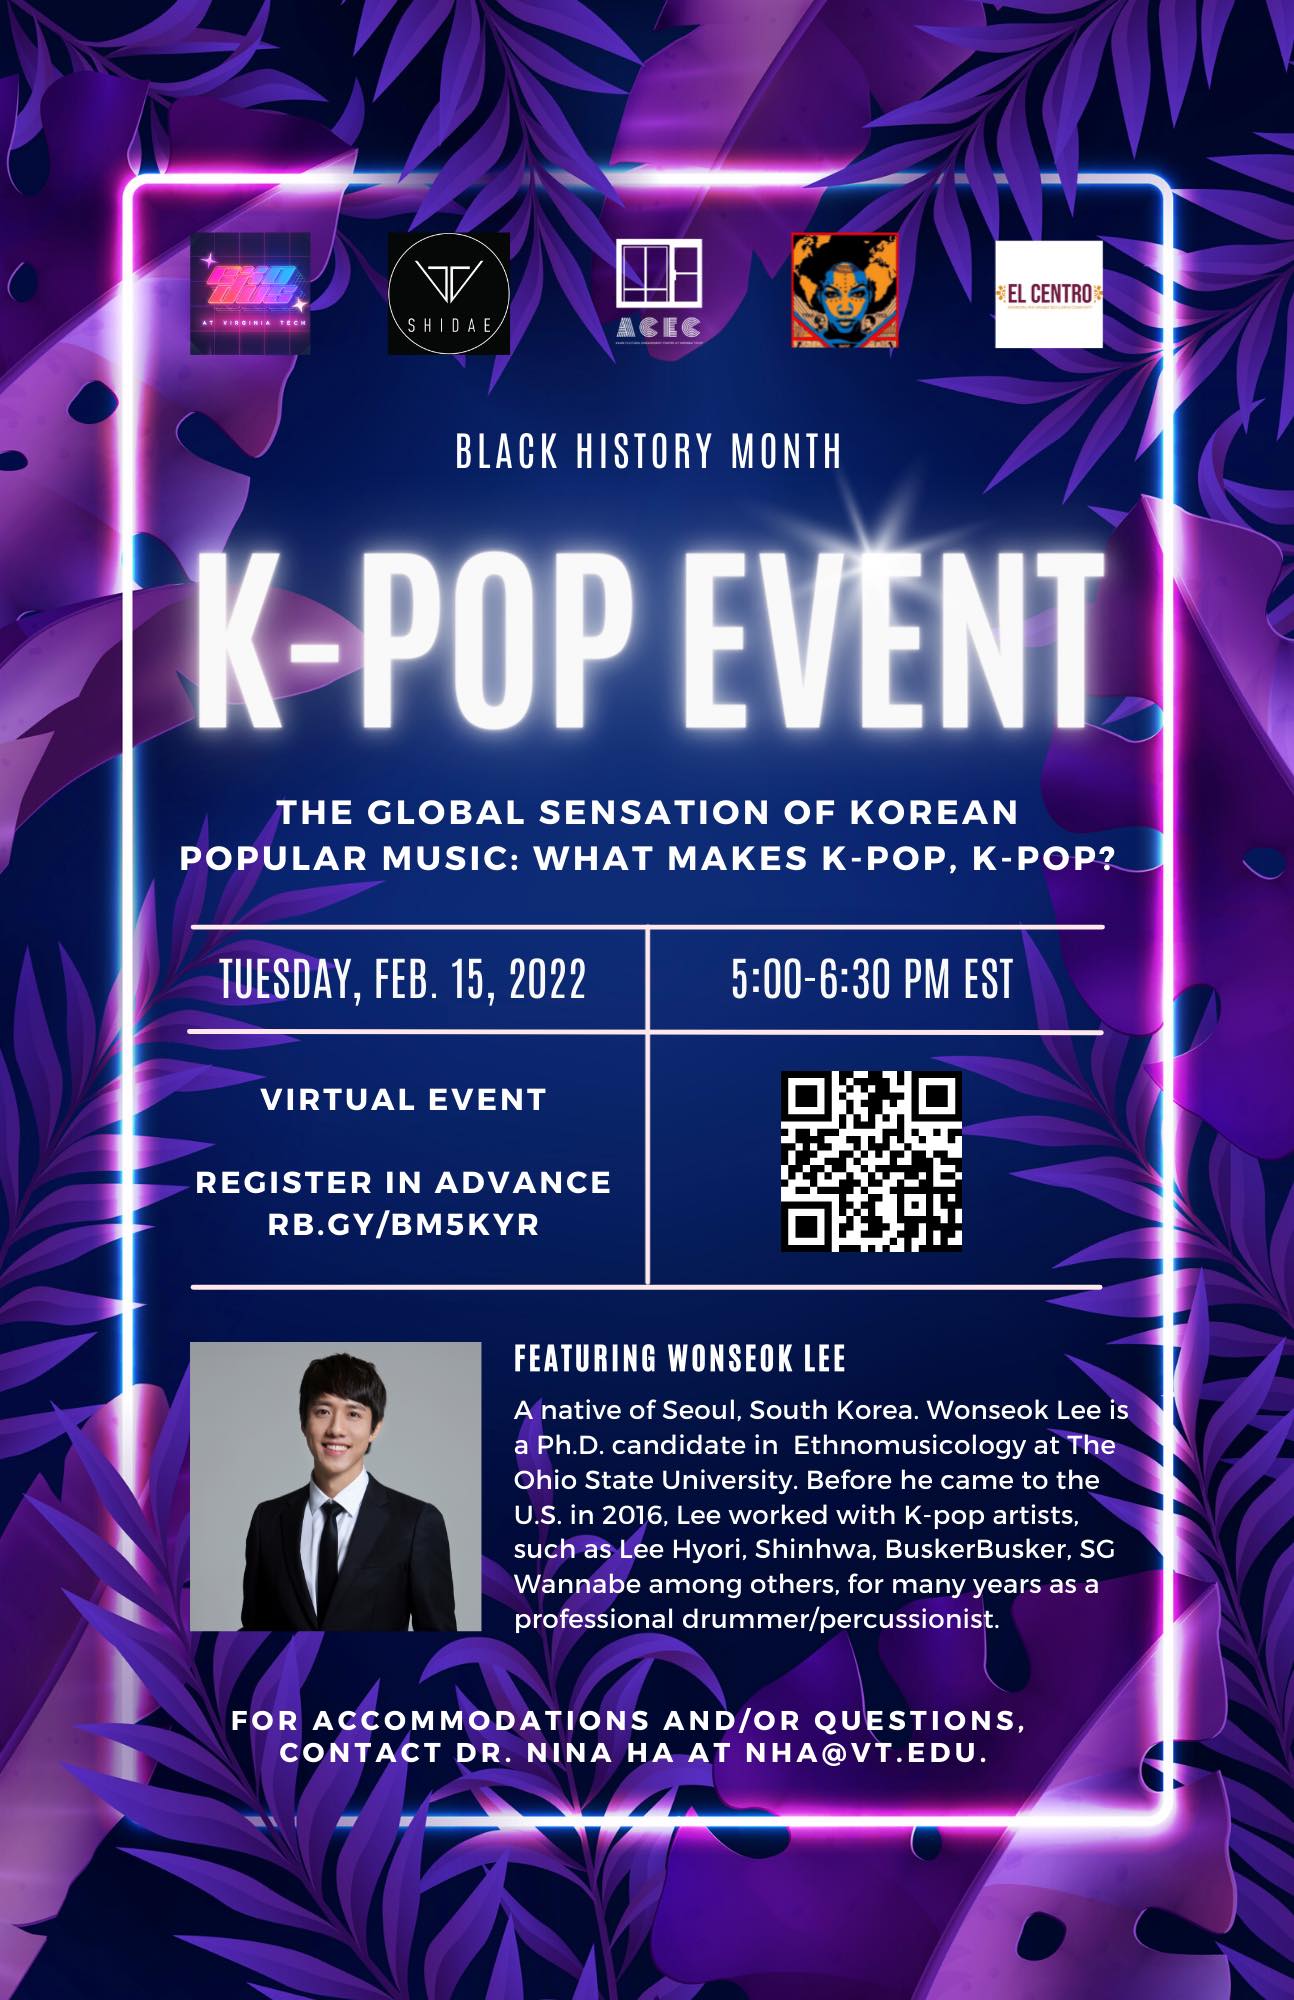 AT VIRGINIA TECH
SHIDAE
ACEC
EL CENTRO
BLACK HISTORY MONTH
K-POP EVENT
THE GLOBAL SENSATION OF KOREAN
POPULAR MUSIC: WHAT MAKES K-POP, K-POP?
TUESDAY, FEB. 15, 2022
5:00-6:30 PM EST
VIRTUAL EVENT
REGISTER IN ADVANCE
RB.GY/BM5KYR
FEATURING WONSEOK LEE
A native of Seoul, South Korea. Wonseok Lee is
a Ph.D. candidate in  Ethnomusicology at The
Ohio State University. Before he came to the
U.S. in 2016, Lee worked with K-pop artists,
such as Lee Hyori, Shinhwa, BuskerBusker, SG
Wannabe among others, for many years as a
professional drummer/percussionist.
FOR ACCOMMODATIONS AND/OR QUESTIONS,
CONTACT DR. NINA HA AT NHA@VT.EDU.